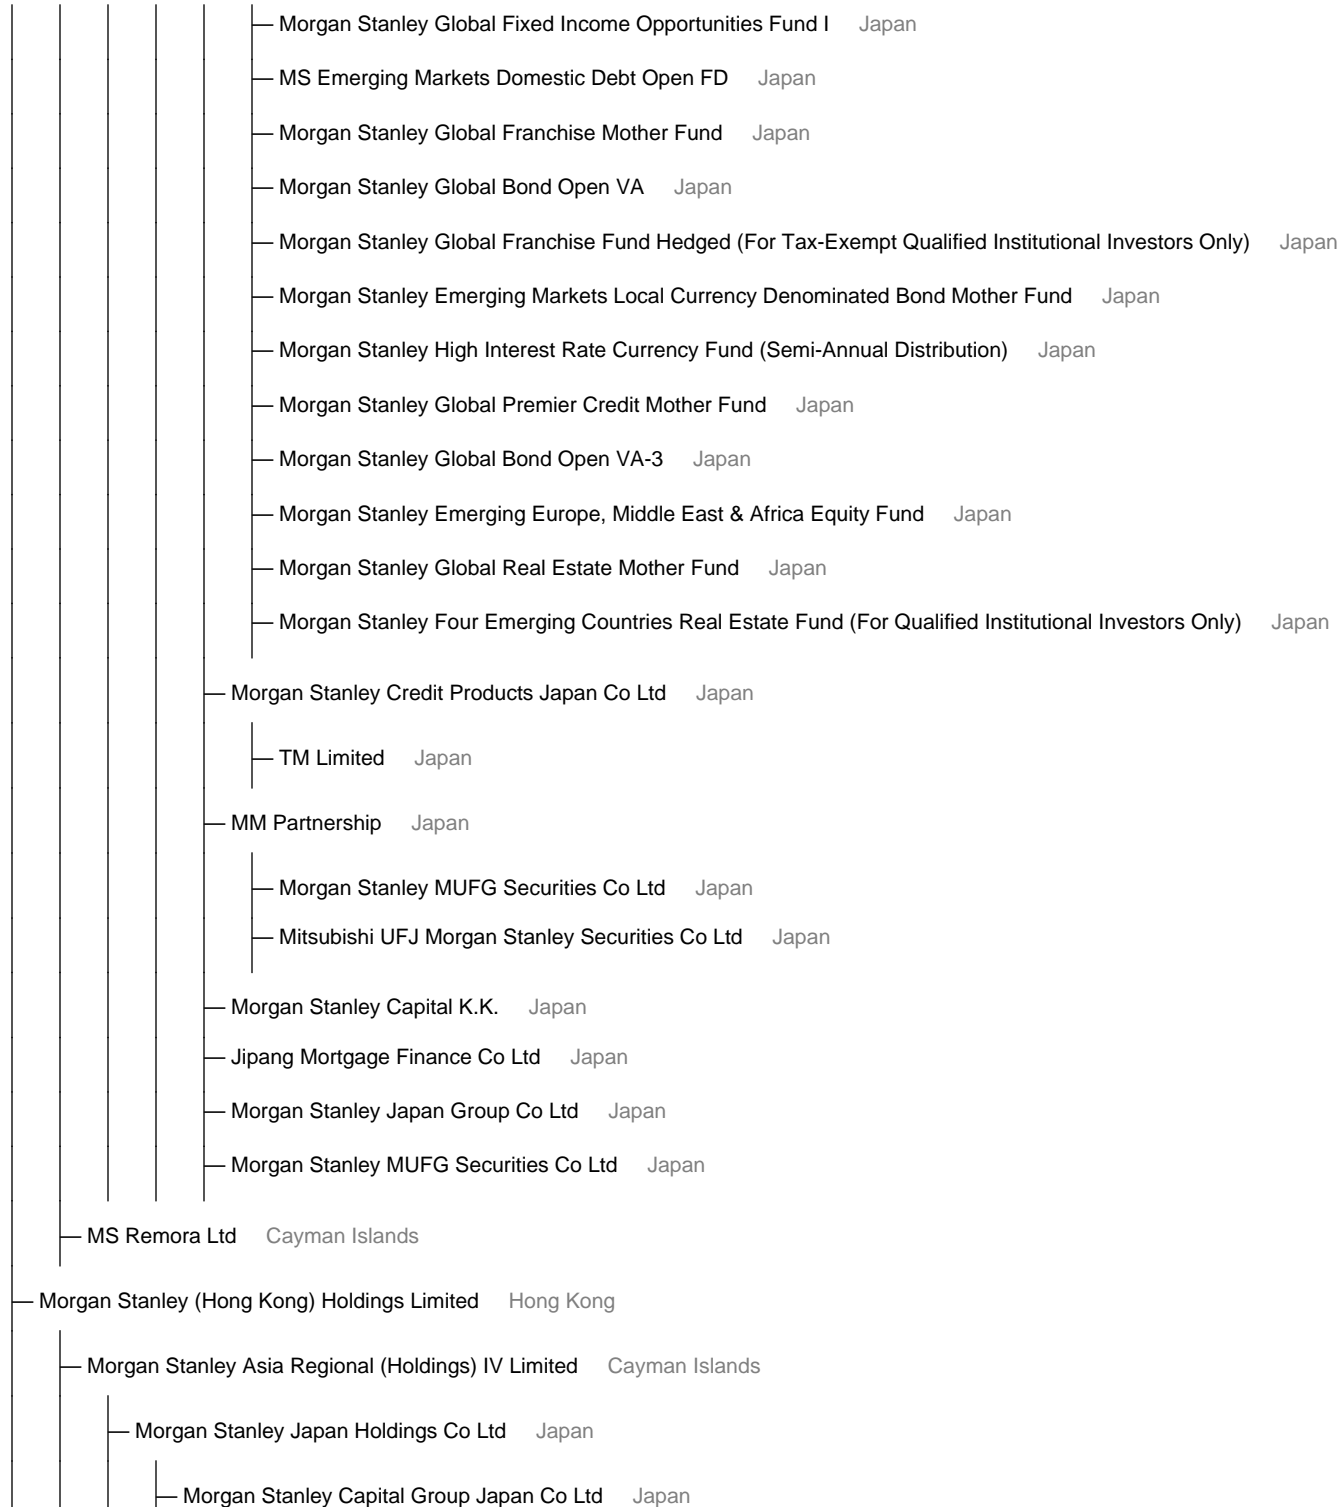 Morgan Stanley Global Fixed Income Opportunities Fund I Japan
MS Emerging Markets Domestic Debt Open FD Japan
Morgan Stanley Global Franchise Mother Fund Japan
Morgan Stanley Global Bond Open VA Japan
Morgan Stanley Global Franchise Fund Hedged (For Tax-Exempt Qualified Institutional Investors Only) Japan
Morgan Stanley Emerging Markets Local Currency Denominated Bond Mother Fund Japan
Morgan Stanley High Interest Rate Currency Fund (Semi-Annual Distribution) Japan
Morgan Stanley Global Premier Credit Mother Fund Japan
Morgan Stanley Global Bond Open VA-3 Japan
Morgan Stanley Emerging Europe, Middle East & Africa Equity Fund Japan
Morgan Stanley Global Real Estate Mother Fund Japan
Morgan Stanley Four Emerging Countries Real Estate Fund (For Qualified Institutional Investors Only) Japan
Morgan Stanley Credit Products Japan Co Ltd Japan
TM Limited Japan
MM Partnership Japan
Morgan Stanley MUFG Securities Co Ltd Japan
Mitsubishi UFJ Morgan Stanley Securities Co Ltd Japan
Morgan Stanley Capital K.K. Japan
Jipang Mortgage Finance Co Ltd Japan
Morgan Stanley Japan Group Co Ltd Japan
Morgan Stanley MUFG Securities Co Ltd Japan
MS Remora Ltd Cayman Islands
Morgan Stanley (Hong Kong) Holdings Limited Hong Kong
Morgan Stanley Asia Regional (Holdings) IV Limited Cayman Islands
Morgan Stanley Japan Holdings Co Ltd Japan
Morgan Stanley Capital Group Japan Co Ltd Japan